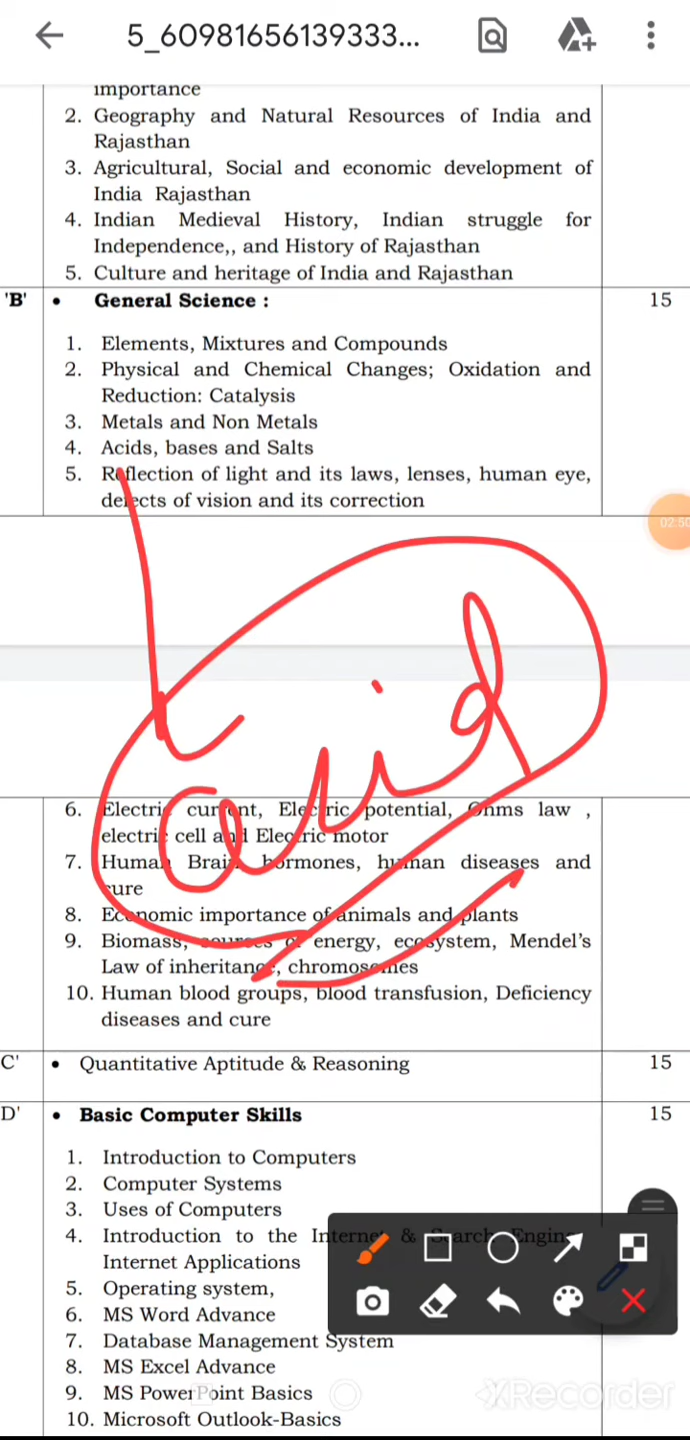 5_60981656139333...
importance
2. Geography and Natural Resources of India and
Rajasthan
3. Agricultural, Social and economic development of
India Rajasthan
4. Indian Medieval History, Indian struggle for
Independence,, and History of Rajasthan
5. Culture and heritage of India and Rajasthan
'B' • General Science : 15
1. Elements, Mixtures and Compounds
2. Physical and Chemical Changes; Oxidation and
Reduction: Catalysis
3. Metals and Non Metals
4. Acids, bases and Salts
5. Reflection of light and its laws, lenses, human eye,
defects of vision and its correction
02:50
acid
6. Electric current, Electric potential, Ohms law ,
electric cell and Electric motor
7. Human Brain, hormones, human diseases and
cure
8. Economic importance of animals and plants
9. Biomass, sources of energy, ecosystem, Mendel's
Law of inheritance, chromosomes
10. Human blood groups, blood transfusion, Deficiency
diseases and cure
C' • Quantitative Aptitude & Reasoning 15
D' • Basic Computer Skills 15
1. Introduction to Computers
2. Computer Systems
3. Uses of Computers
4. Introduction to the Internet & Search Engin
Internet Applications
5. Operating system,
6. MS Word Advance
7. Database Management System
8. MS Excel Advance
9. MS PowerPoint Basics
XRecorder
10. Microsoft Outlook-Basics